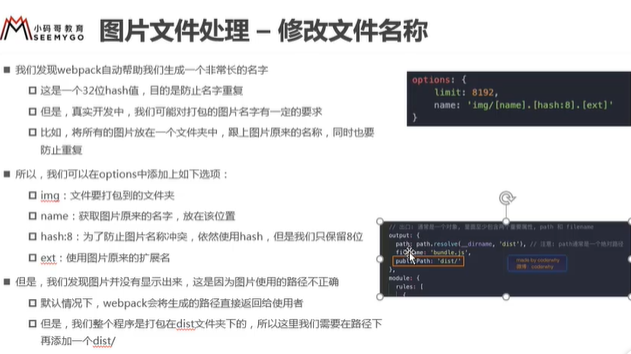 小码哥教育
SEEMYGO
图片文件处理 – 修改文件名称
我们发现webpack自动帮助我们生成一个非常长的名字
这是一个32位hash值，目的是防止名字重复
但是，真实开发中，我们可能对打包的图片名字有一定的要求
比如，将所有的图片放在一个文件夹中，跟上图片原来的名称，同时也要
防止重复
所以，我们可以在options中添加上如下选项：
img：文件要打包到的文件夹
name：获取图片原来的名字，放在该位置
hash:8：为了防止图片名称冲突，依然使用hash，但是我们只保留8位
ext：使用图片原来的扩展名
但是，我们发现图片并没有显示出来，这是因为图片使用的路径不正确
默认情况下，webpack会将生成的路径直接返回给使用者
但是，我们整个程序是打包在dist文件夹下的，所以这里我们需要在路径下
再添加一个dist/
options: {
limit: 8192,
name: 'img/[name].[hash:8].[ext]'
}
// 出口: 通常是一个对象, 里面至少包含两个重要属性, path 和 filename
output: {
path: path.resolve(__dirname, 'dist'), // 注意: path通常是一个绝对路径
'bundle.js',
publicPath: 'dist/'
},
module: {
rules: [
{
made by coderwhy
微博: coderwhy